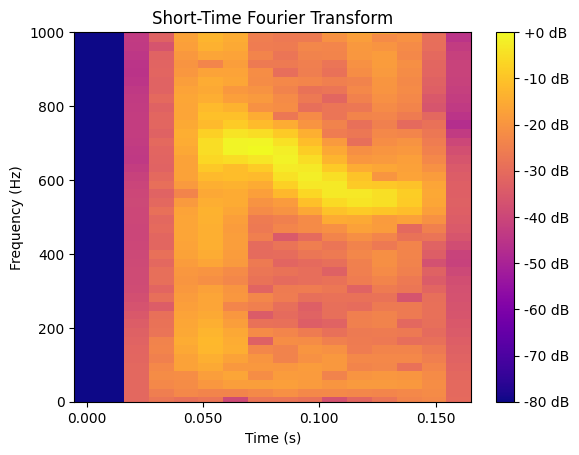 Short-Time Fourier Transform
1000
800
600
400
200
0
Frequency (Hz)
0.000
0.050
0.100
0.150
Time (s)
+0 dB
-10 dB
-20 dB
-30 dB
-40 dB
-50 dB
-60 dB
-70 dB
-80 dB